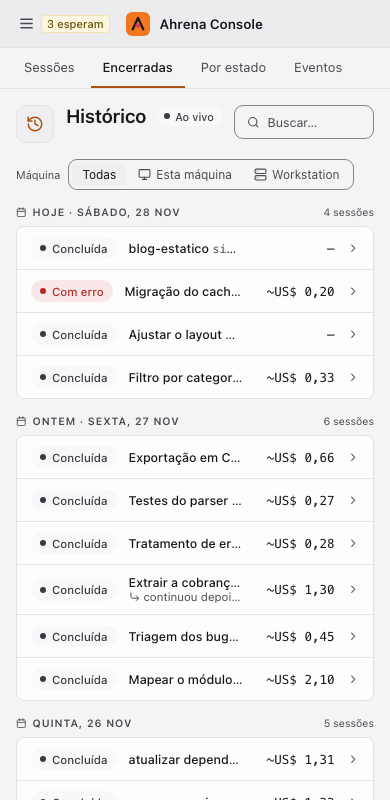 3 esperam
Ahrena Console
Sessões Encerradas Por estado Eventos
Histórico Ao vivo Buscar...
Máquina Todas Esta máquina Workstation
HOJE · SÁBADO, 28 NOV 4 sessões
Concluída blog-estatico si... —
Com erro Migração do cach... ~US$ 0,20
Concluída Ajustar o layout ... —
Concluída Filtro por categor... ~US$ 0,33
ONTEM · SEXTA, 27 NOV 6 sessões
Concluída Exportação em C... ~US$ 0,66
Concluída Testes do parser ... ~US$ 0,27
Concluída Tratamento de er... ~US$ 0,28
Concluída Extrair a cobranç... ~US$ 1,30
↳ continuou depoi...
Concluída Triagem dos bug... ~US$ 0,45
Concluída Mapear o módulo... ~US$ 2,10
QUINTA, 26 NOV 5 sessões
Concluída atualizar depend... ~US$ 1,31